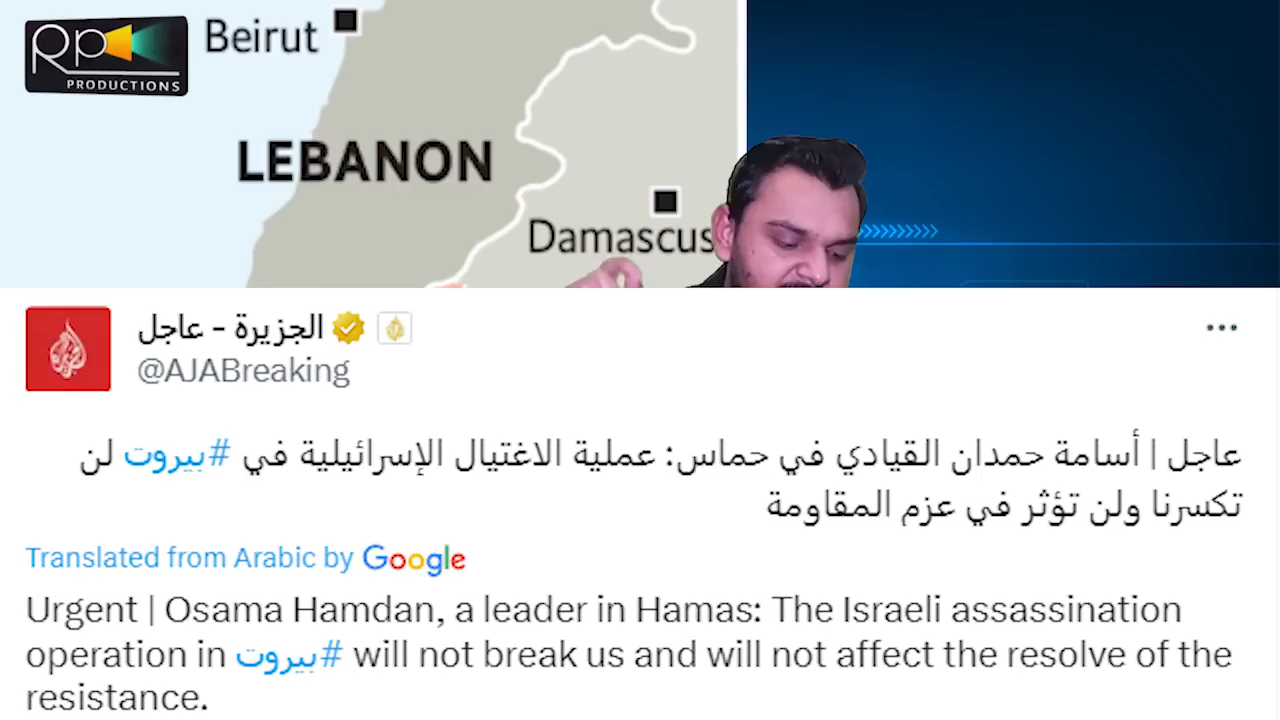 Rp
PRODUCTIONS
Beirut
LEBANON
Damascus
الجزيرة - عاجل
@AJABreaking
عاجل | أسامة حمدان القيادي في حماس: عملية الاغتيال الإسرائيلية في #بيروت لن
تكسرنا ولن تؤثر في عزم المقاومة
Translated from Arabic by Google
Urgent | Osama Hamdan, a leader in Hamas: The Israeli assassination
operation in #بيروت will not break us and will not affect the resolve of the
resistance.